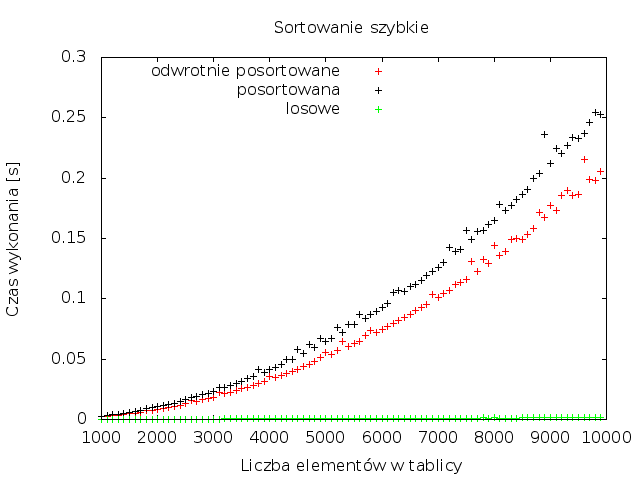 Sortowanie szybkie
0.3
odwrotnie posortowane
posortowana
losowe
0.25
0.2
0.15
0.1
0.05
0
Czas wykonania [s]
1000 2000 3000 4000 5000 6000 7000 8000 9000 10000
Liczba elementów w tablicy